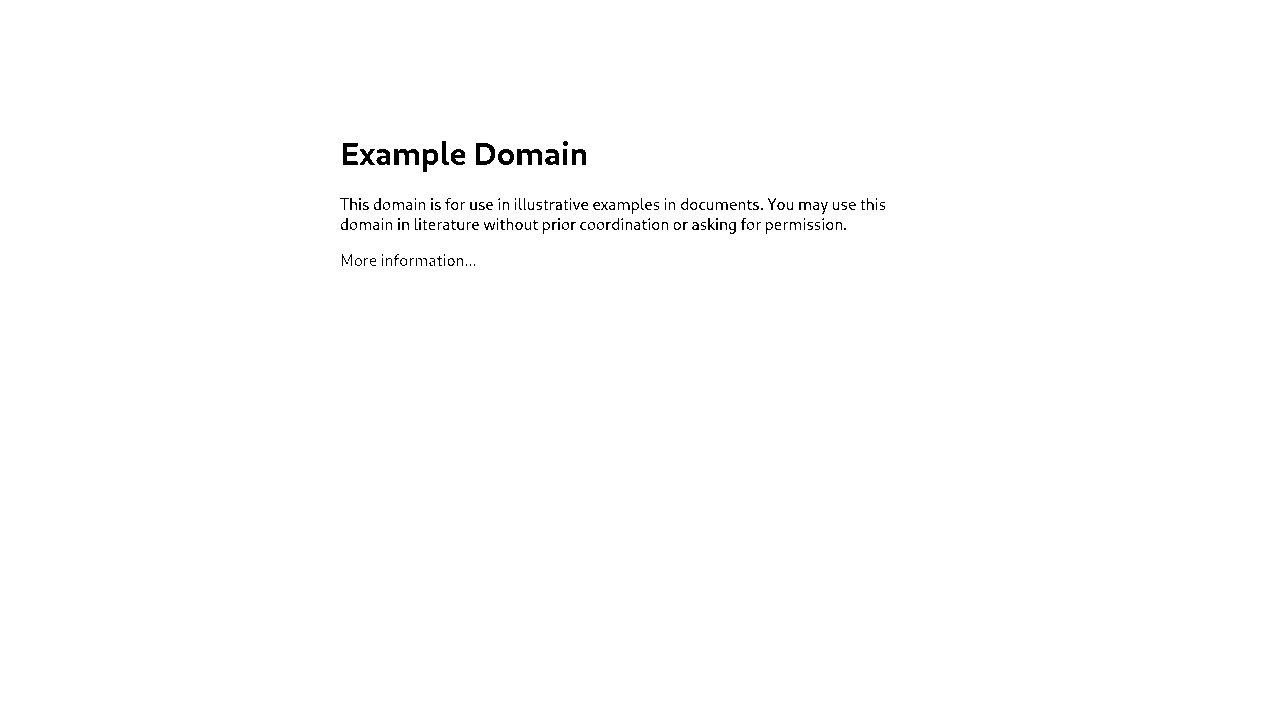 Example Domain
This domain is for use in illustrative examples in documents. You may use this
domain in literature without prior coordination or asking for permission.
More information...